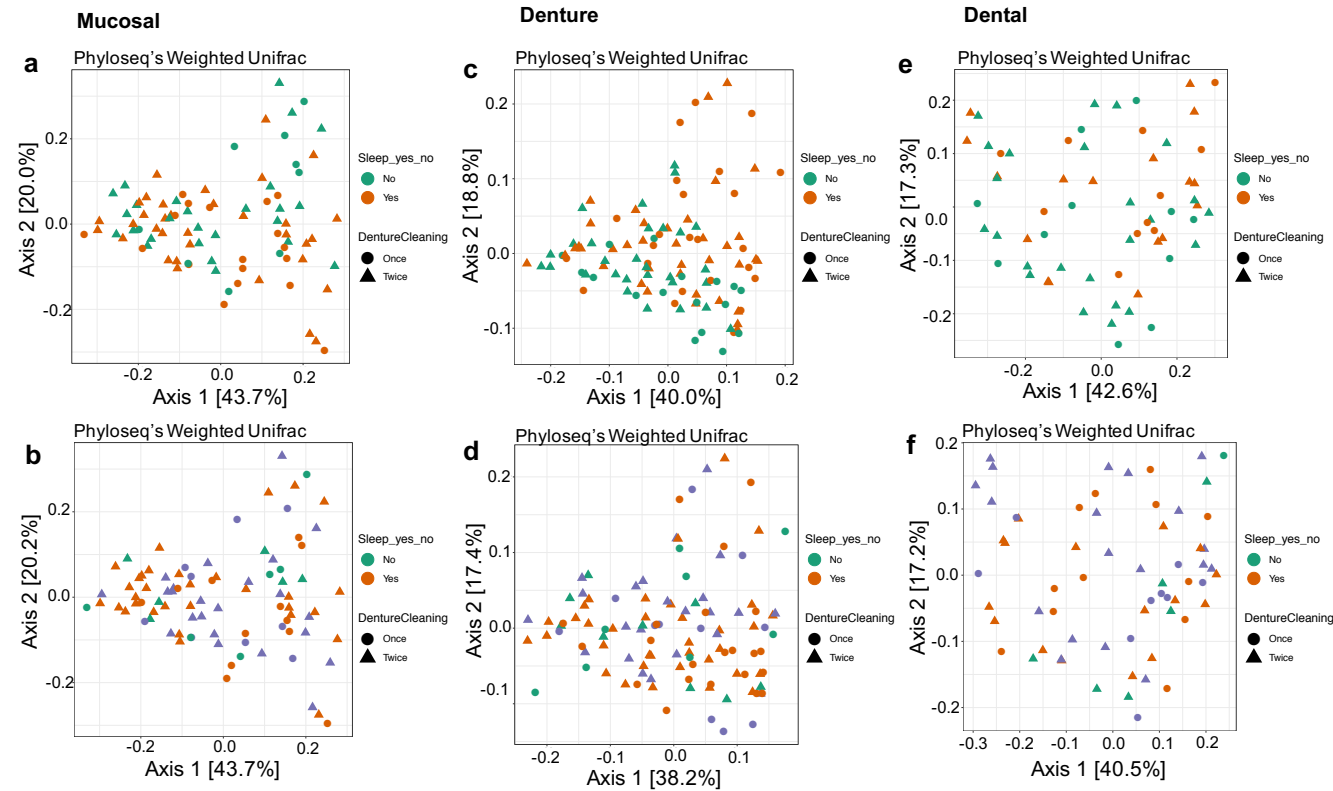 Mucosal
Denture
Dental
a
Phyloseq's Weighted Unifrac
0.2
0.0
-0.2
Axis 2 [20.0%]
-0.2
0.0
0.2
Axis 1 [43.7%]
Sleep_yes_no
No
Yes
DentureCleaning
Once
Twice
c
Phyloseq's Weighted Unifrac
0.2
0.1
0.0
-0.1
Axis 2 [18.8%]
-0.2
-0.1
0.0
0.1
0.2
Axis 1 [40.0%]
Sleep_yes_no
No
Yes
DentureCleaning
Once
Twice
e
Phyloseq's Weighted Unifrac
0.2
0.1
0.0
-0.1
-0.2
Axis 2 [17.3%]
-0.2
0.0
0.2
Axis 1 [42.6%]
Sleep_yes_no
No
Yes
DentureCleaning
Once
Twice
b
Phyloseq's Weighted Unifrac
0.2
0.0
-0.2
Axis 2 [20.2%]
-0.2
0.0
0.2
Axis 1 [43.7%]
Sleep_yes_no
No
Yes
DentureCleaning
Once
Twice
d
Phyloseq's Weighted Unifrac
0.2
0.1
0.0
-0.1
Axis 2 [17.4%]
-0.2
-0.1
0.0
0.1
Axis 1 [38.2%]
Sleep_yes_no
No
Yes
DentureCleaning
Once
Twice
f
Phyloseq's Weighted Unifrac
0.2
0.1
0.0
-0.1
-0.2
Axis 2 [17.2%]
-0.3
-0.2
-0.1
0.0
0.1
0.2
Axis 1 [40.5%]
Sleep_yes_no
No
Yes
DentureCleaning
Once
Twice